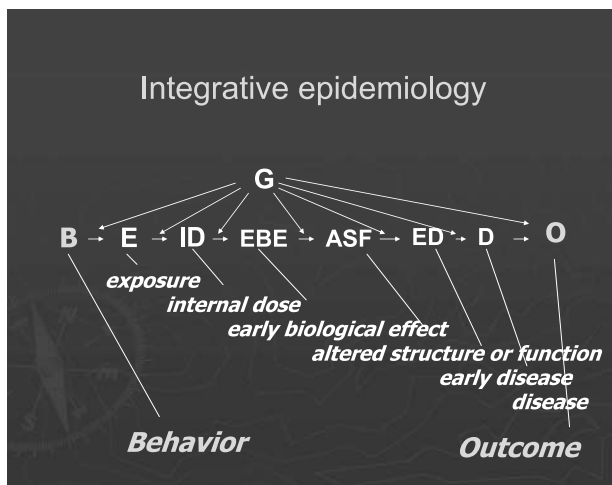 Integrative epidemiology
G
B E ID EBE ASF ED D O
exposure
internal dose
early biological effect
altered structure or function
early disease
disease
Behavior Outcome